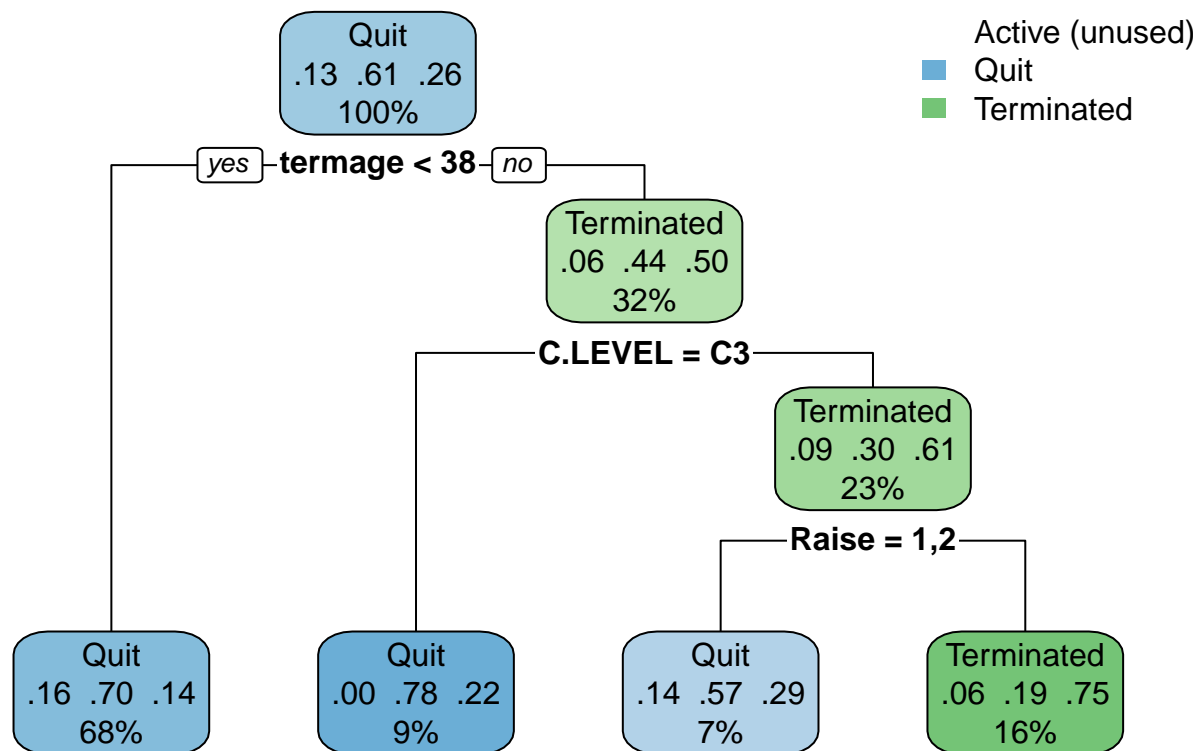 Quit
.13 .61 .26
100%
Active (unused)
Quit
Terminated
yes termage < 38 no
Terminated
.06 .44 .50
32%
C.LEVEL = C3
Terminated
.09 .30 .61
23%
Raise = 1,2
Quit
.16 .70 .14
68%
Quit
.00 .78 .22
9%
Quit
.14 .57 .29
7%
Terminated
.06 .19 .75
16%